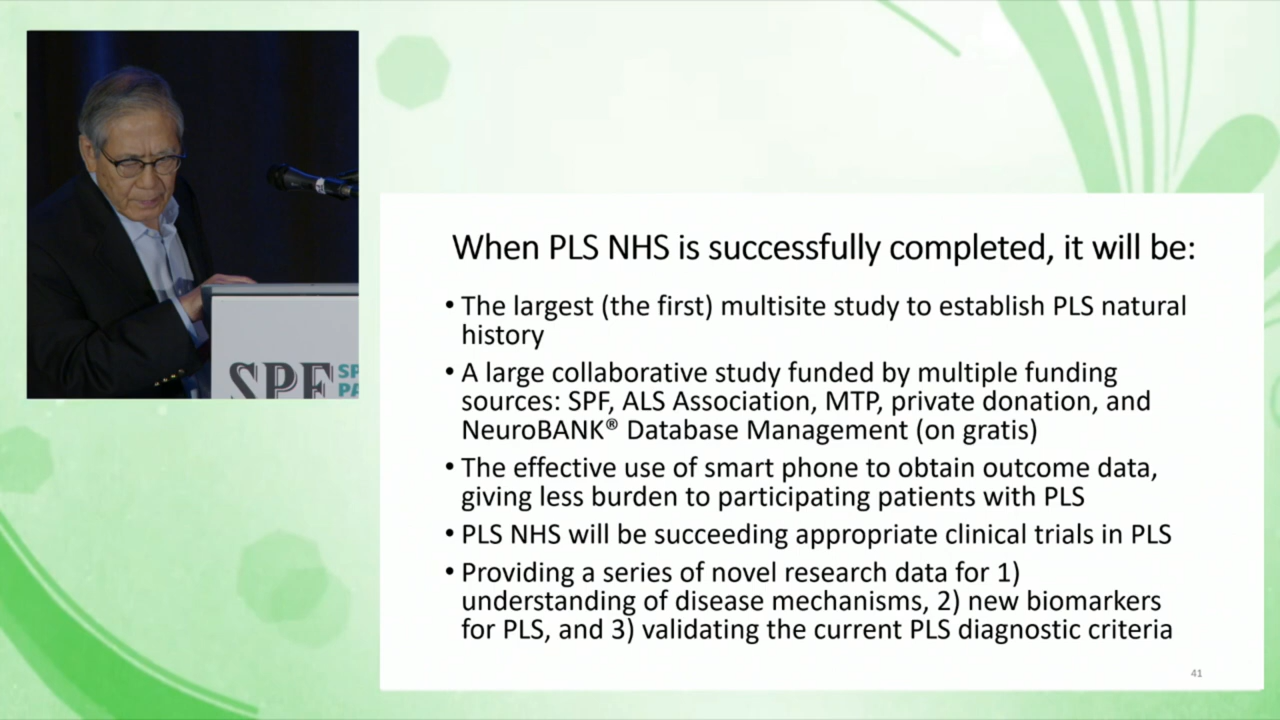 SPF SP
PA
When PLS NHS is successfully completed, it will be:
• The largest (the first) multisite study to establish PLS natural
history
• A large collaborative study funded by multiple funding
sources: SPF, ALS Association, MTP, private donation, and
NeuroBANK® Database Management (on gratis)
• The effective use of smart phone to obtain outcome data,
giving less burden to participating patients with PLS
• PLS NHS will be succeeding appropriate clinical trials in PLS
• Providing a series of novel research data for 1)
understanding of disease mechanisms, 2) new biomarkers
for PLS, and 3) validating the current PLS diagnostic criteria
41